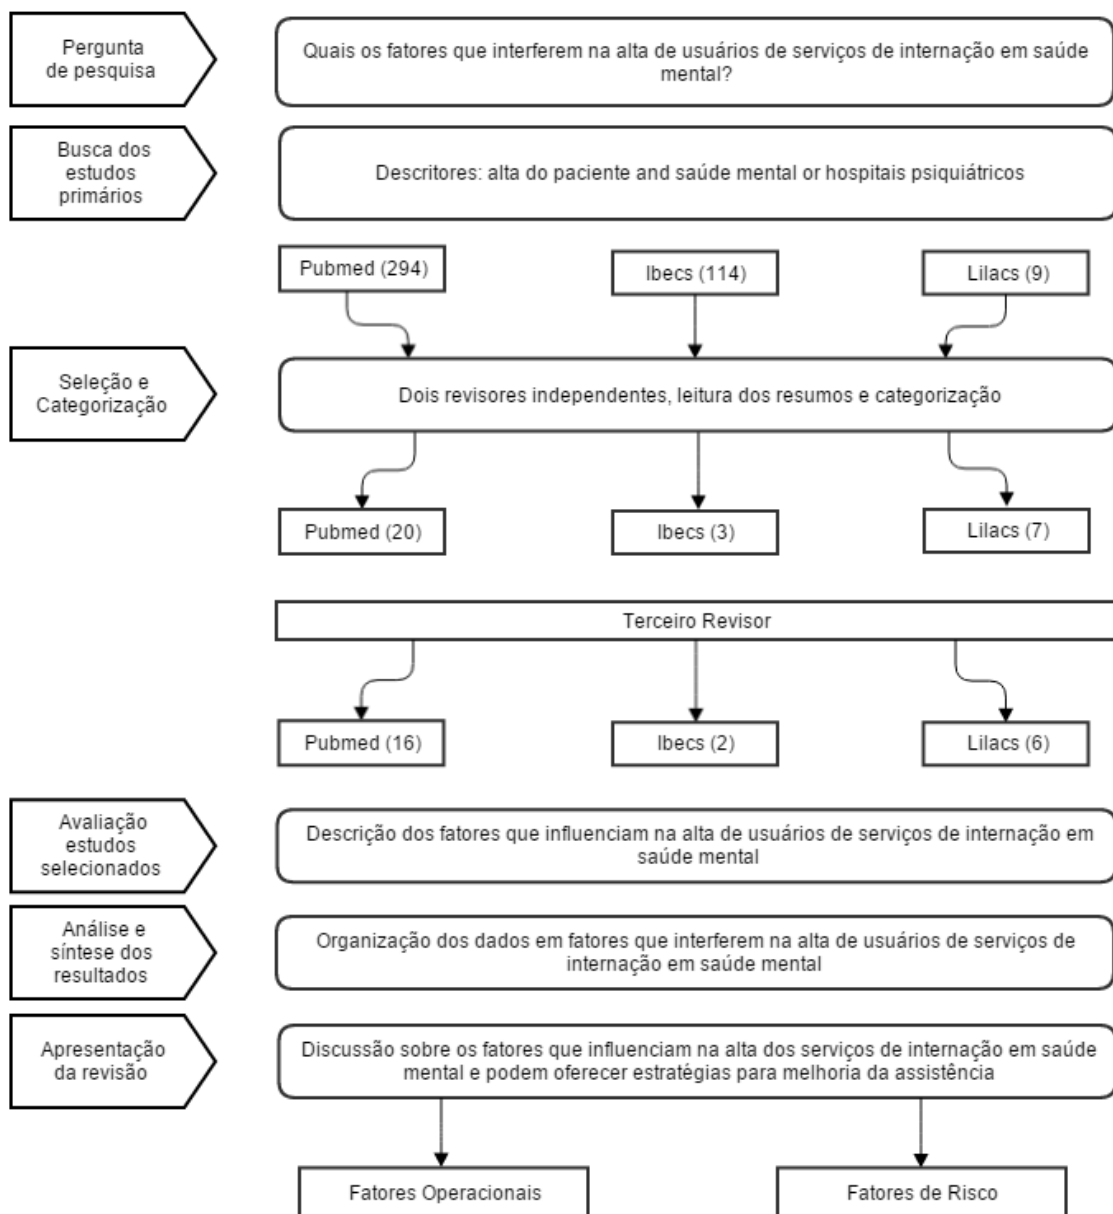 Pergunta
de pesquisa
Quais os fatores que interferem na alta de usuários de serviços de internação em saúde
mental?
Busca dos
estudos
primários
Descritores: alta do paciente and saúde mental or hospitais psiquiátricos
Pubmed (294)
Ibecs (114)
Lilacs (9)
Seleção e
Categorização
Dois revisores independentes, leitura dos resumos e categorização
Pubmed (20)
Ibecs (3)
Lilacs (7)
Terceiro Revisor
Pubmed (16)
Ibecs (2)
Lilacs (6)
Avaliação
estudos
selecionados
Descrição dos fatores que influenciam na alta de usuários de serviços de internação em
saúde mental
Análise e
síntese dos
resultados
Organização dos dados em fatores que interferem na alta de usuários de serviços de
internação em saúde mental
Apresentação
da revisão
Discussão sobre os fatores que influenciam na alta dos serviços de internação em saúde
mental e podem oferecer estratégias para melhoria da assistência
Fatores Operacionais
Fatores de Risco